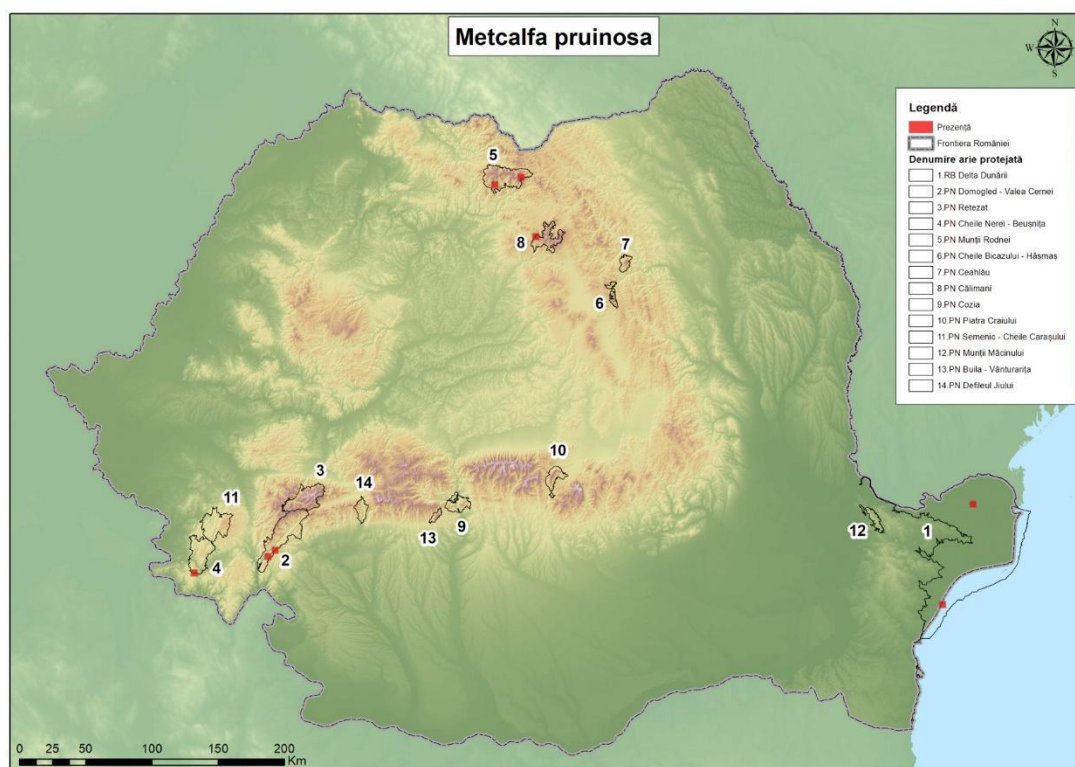 Metcalfa pruinosa
N
W
E
S
Legendă
Prezență
Frontiera României
Denumire arie protejată
1.RB Delta Dunării
2.PN Domogled - Valea Cernei
3.PN Retezat
4.PN Cheile Nerei - Beușnița
5.PN Munții Rodnei
6.PN Cheile Bicazului - Hășmaș
7.PN Ceahlău
8.PN Călimani
9.PN Cozia
10.PN Piatra Craiului
11.PN Semenic - Cheile Carașului
12.PN Munții Măcinului
13.PN Buila - Vânturarița
14.PN Defileul Jiului
5
8
7
6
10
3
14
11
9
13
12
1
2
4
0 25 50 100 150 200
Km